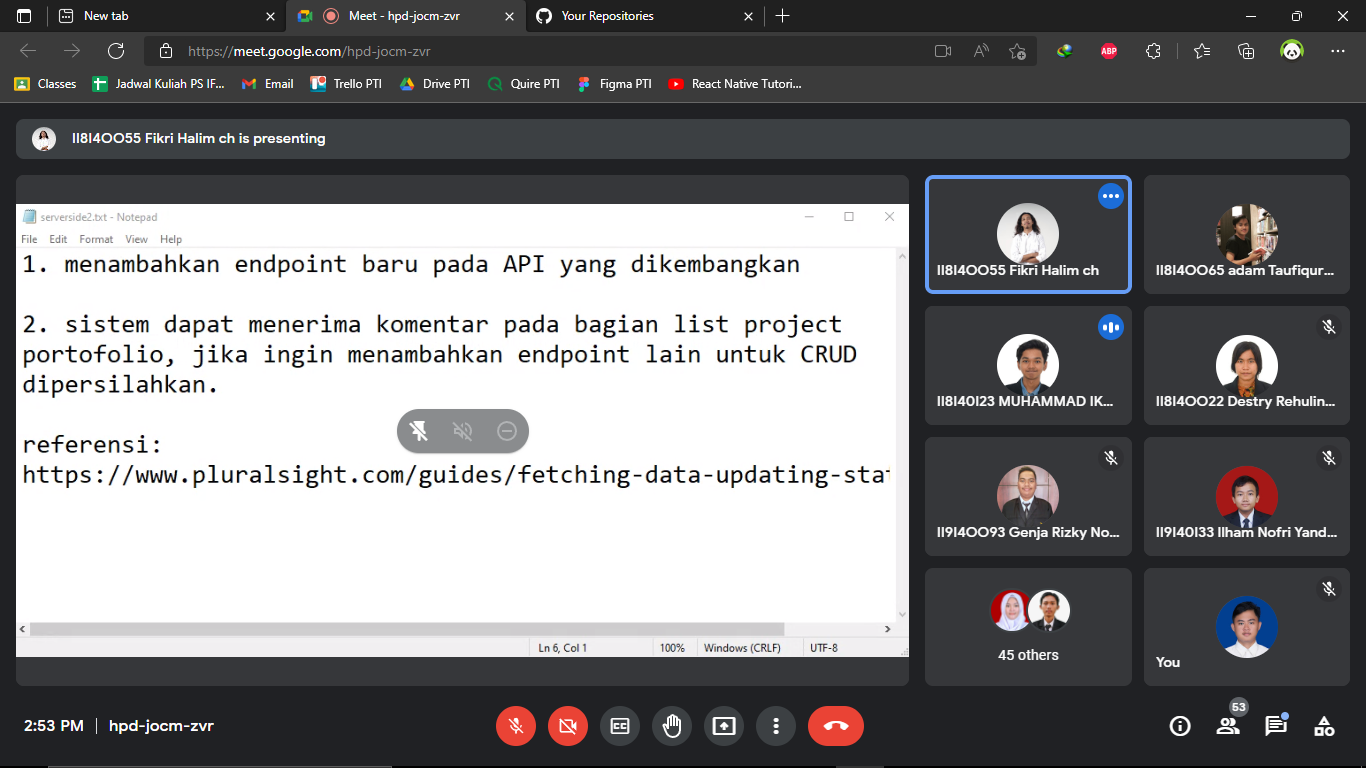 New tab
Meet - hpd-jocm-zvr
Your Repositories
https://meet.google.com/hpd-jocm-zvr
ABP
Classes
Jadwal Kuliah PS IF...
Email
Trello PTI
Drive PTI
Quire PTI
Figma PTI
React Native Tutori...
11814OO55 Fikri Halim ch is presenting
serverside2.txt - Notepad
File Edit Format View Help
1. menambahkan endpoint baru pada API yang dikembangkan
2. sistem dapat menerima komentar pada bagian list project
portofolio, jika ingin menambahkan endpoint lain untuk CRUD
dipersilahkan.
referensi:
https://www.pluralsight.com/guides/fetching-data-updating-stat
Ln 6, Col 1
100%
Windows (CRLF)
UTF-8
11814OO55 Fikri Halim ch
11814OO65 adam Taufiqur...
11814O123 MUHAMMAD IK...
11814OO22 Destry Rehulin...
11914OO93 Genja Rizky No...
11914O133 Ilham Nofri Yand...
45 others
You
2:53 PM | hpd-jocm-zvr
53